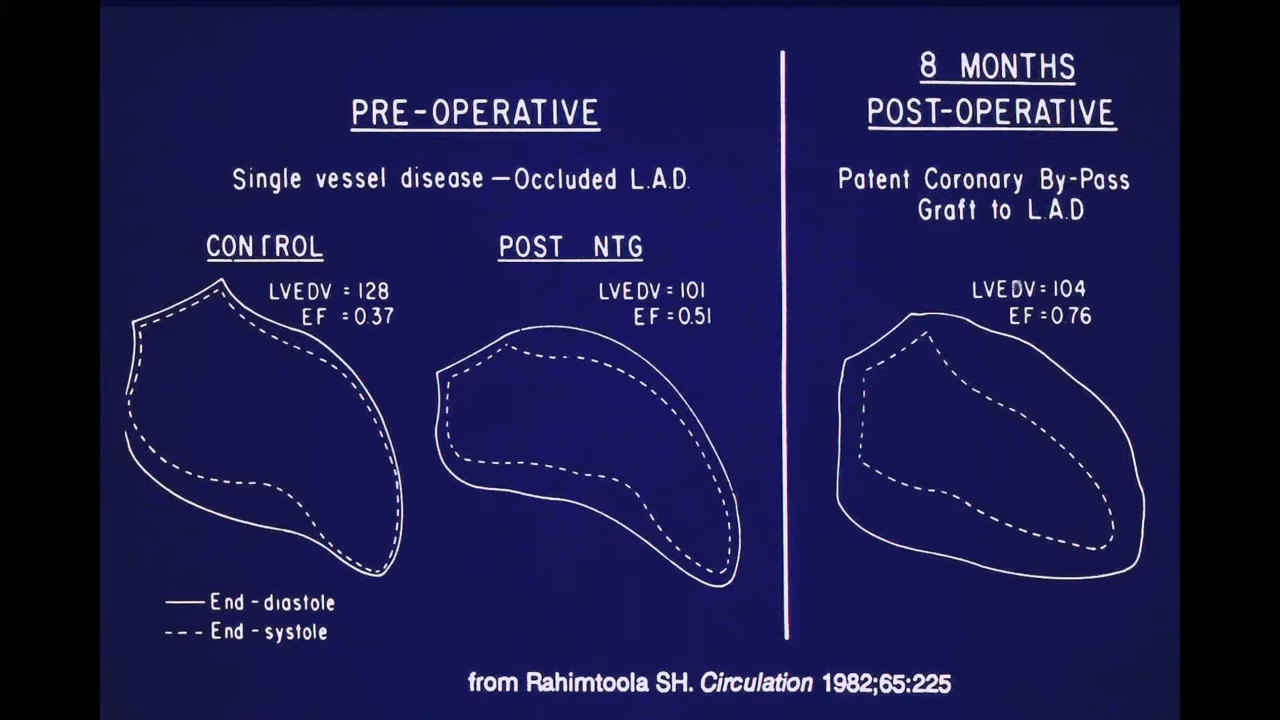 PRE-OPERATIVE
Single vessel disease — Occluded L.A.D.
CONTROL
LVEDV = 128
EF = 0.37
POST NTG
LVEDV = 101
EF = 0.51
End - diastole
End - systole
8 MONTHS
POST-OPERATIVE
Patent Coronary By-Pass
Graft to L.A.D
LVEDV = 104
EF = 0.76
from Rahimtoola SH. Circulation 1982;65:225